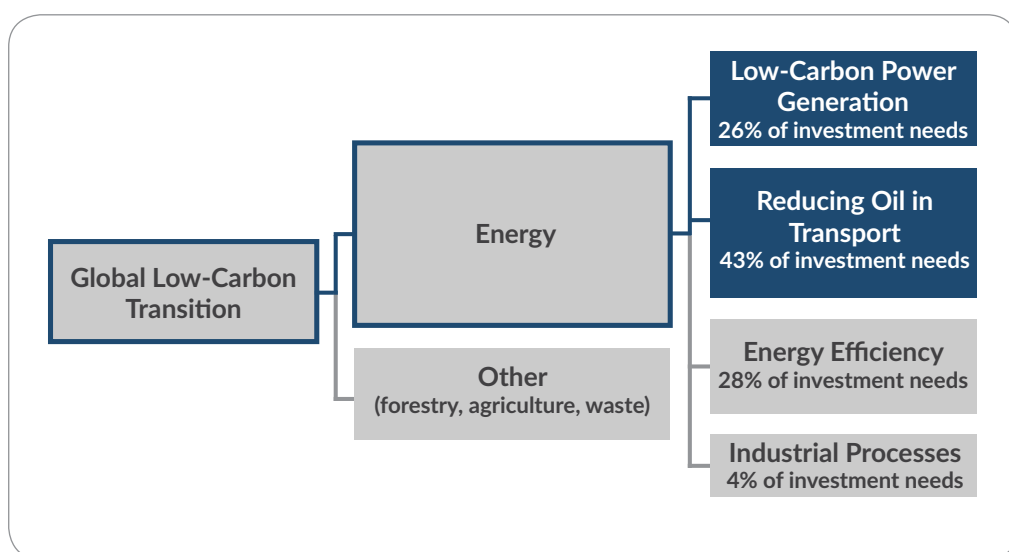 Global Low-Carbon
Transition
Energy
Other
(forestry, agriculture, waste)
Low-Carbon Power
Generation
26% of investment needs
Reducing Oil in
Transport
43% of investment needs
Energy Efficiency
28% of investment needs
Industrial Processes
4% of investment needs